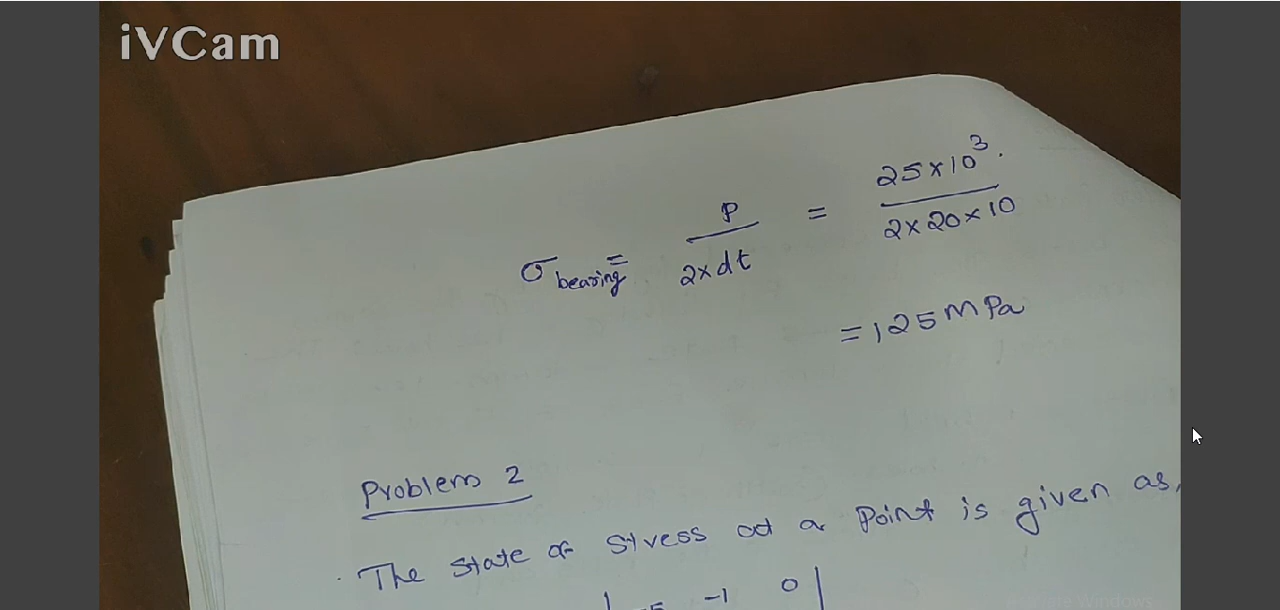 iVCam
σ bearing = P / 2×dt = 25×10³ / 2×20×10
= 125 MPa
Problem 2
The state of stress at a point is given as,
-1 0